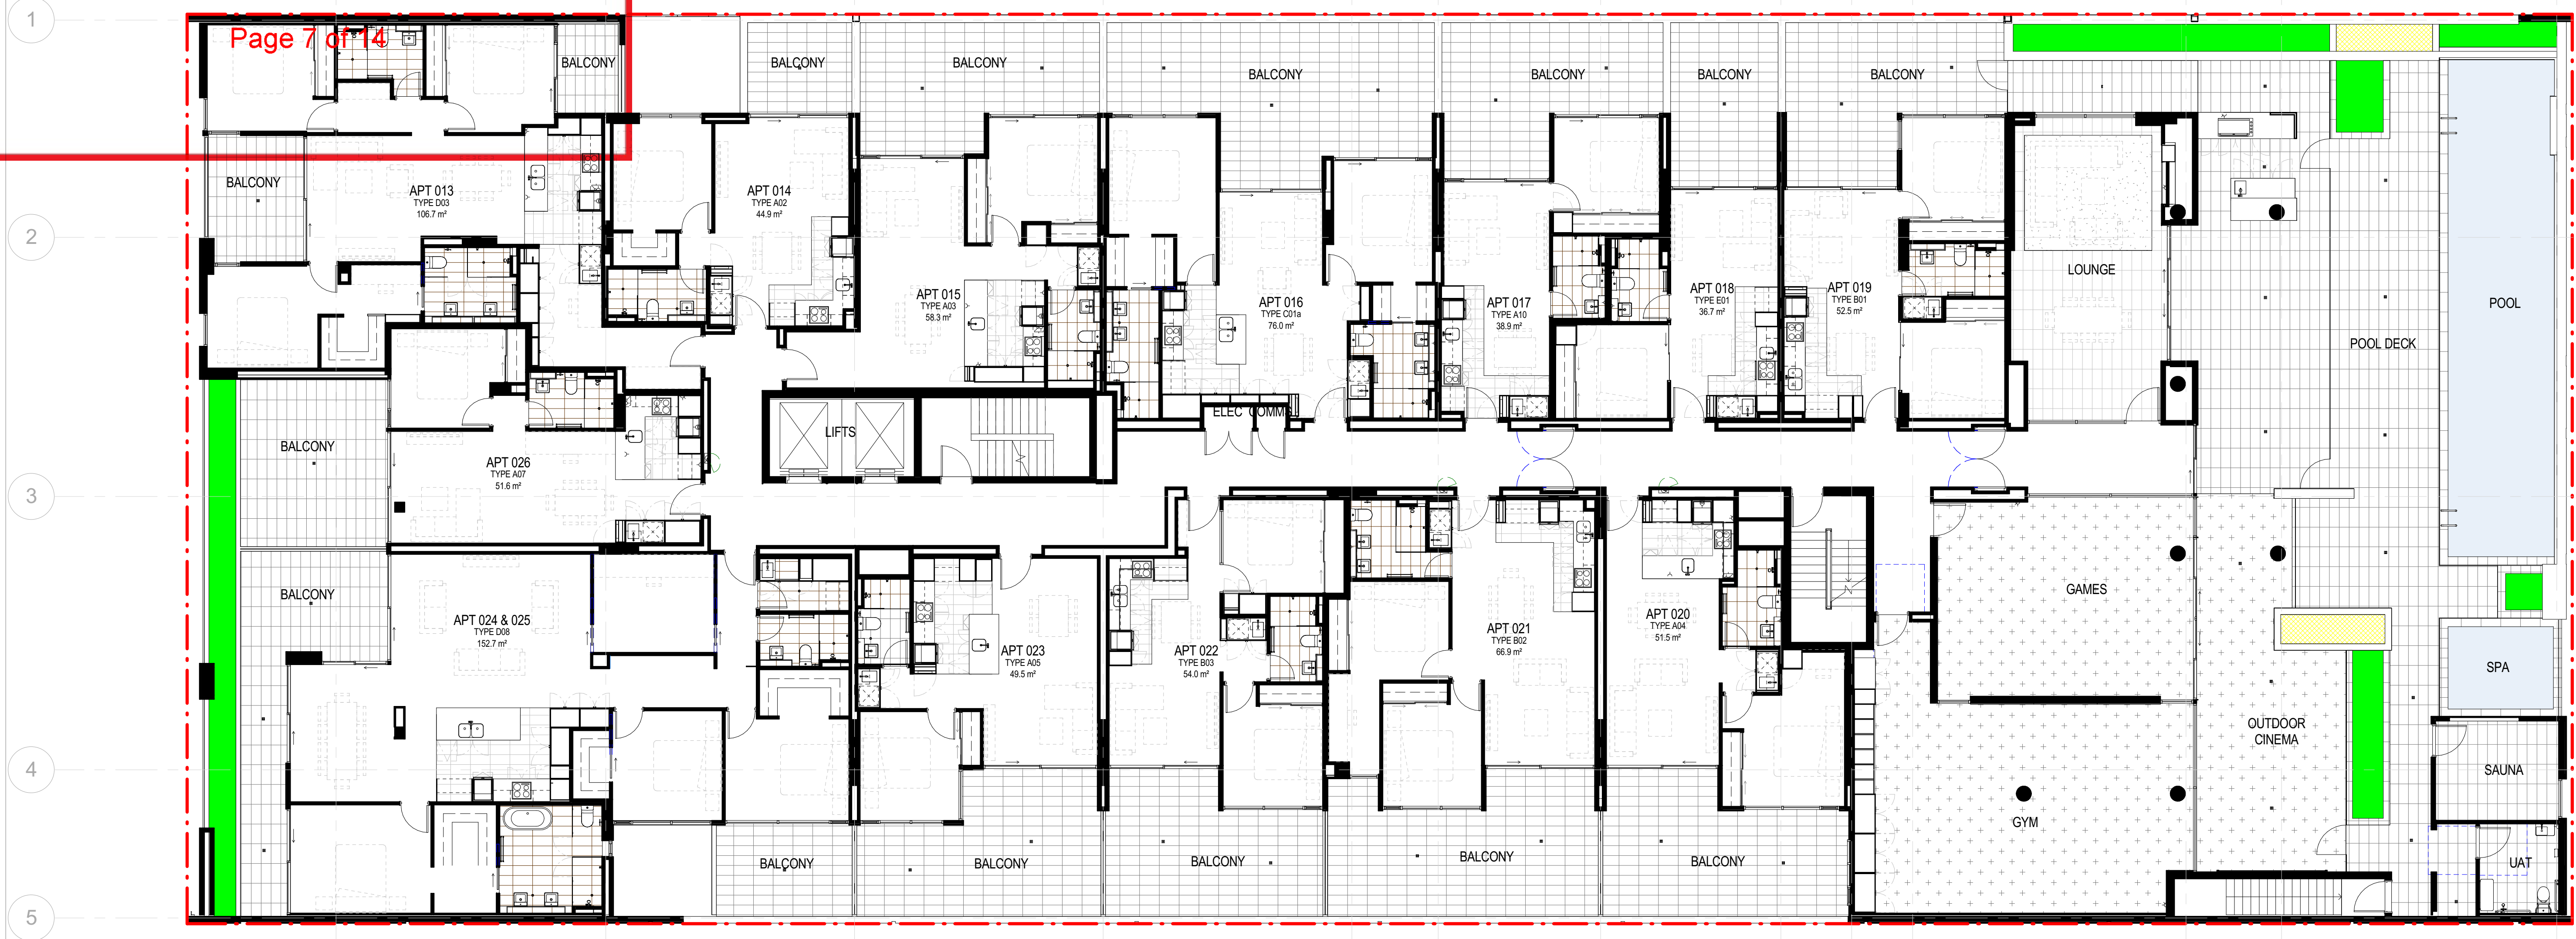 1
Page 7 of 14
BALCONY
BALCONY
BALCONY
BALCONY
BALCONY
BALCONY
BALCONY
BALCONY
APT 013
TYPE D03
106.7 m²
APT 014
TYPE A02
44.9 m²
2
LOUNGE
APT 015
TYPE A03
58.3 m²
APT 016
TYPE C01a
76.0 m²
APT 017
TYPE A10
38.9 m²
APT 018
TYPE E01
36.7 m²
APT 019
TYPE B01
52.5 m²
POOL
POOL DECK
ELEC COMMS
LIFTS
BALCONY
APT 026
TYPE A07
51.6 m²
3
BALCONY
GAMES
APT 024 & 025
TYPE D08
152.7 m²
APT 023
TYPE A05
49.5 m²
APT 022
TYPE B03
54.0 m²
APT 021
TYPE B02
66.9 m²
APT 020
TYPE A04
51.5 m²
SPA
OUTDOOR
CINEMA
4
SAUNA
GYM
BALCONY
BALCONY
BALCONY
BALCONY
BALCONY
UAT
5